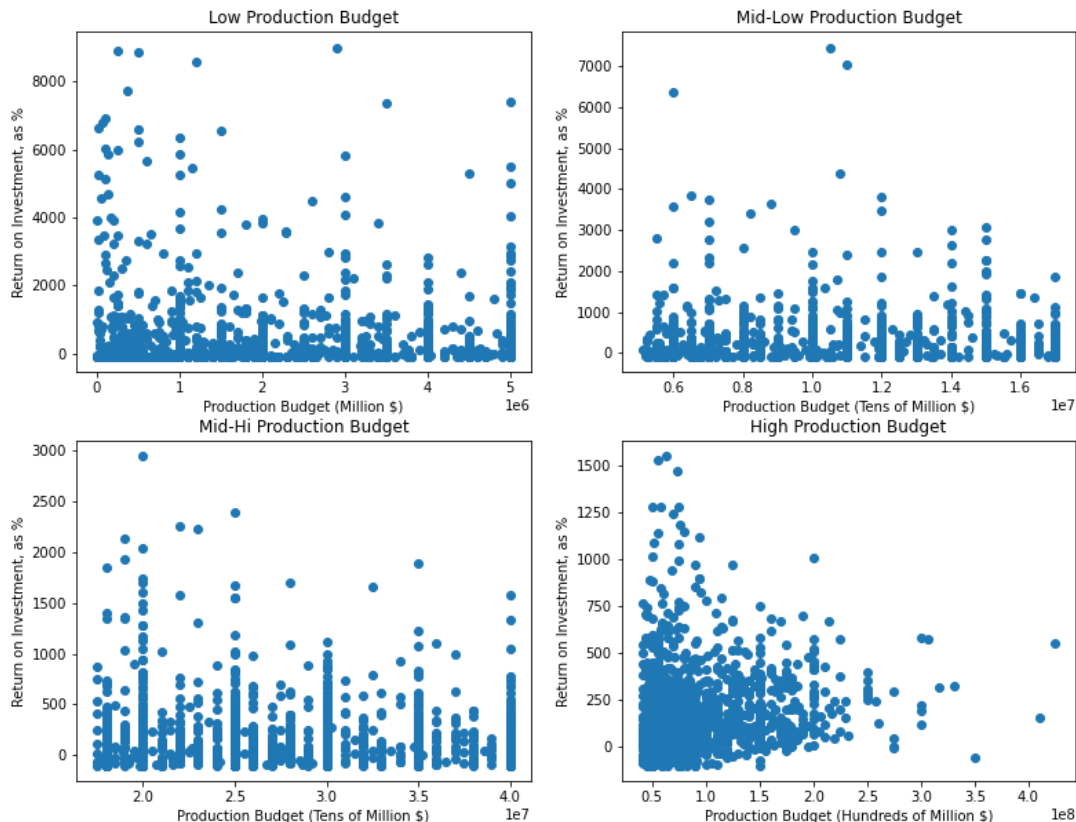 Low Production Budget
Return on Investment, as %
8000
6000
4000
2000
0
0 1 2 3 4 5
1e6
Production Budget (Million $)
Mid-Low Production Budget
Return on Investment, as %
7000
6000
5000
4000
3000
2000
1000
0
0.6 0.8 1.0 1.2 1.4 1.6
1e7
Production Budget (Tens of Million $)
Mid-Hi Production Budget
Return on Investment, as %
3000
2500
2000
1500
1000
500
0
2.0 2.5 3.0 3.5 4.0
1e7
Production Budget (Tens of Million $)
High Production Budget
Return on Investment, as %
1500
1250
1000
750
500
250
0
0.5 1.0 1.5 2.0 2.5 3.0 3.5 4.0
1e8
Production Budget (Hundreds of Million $)